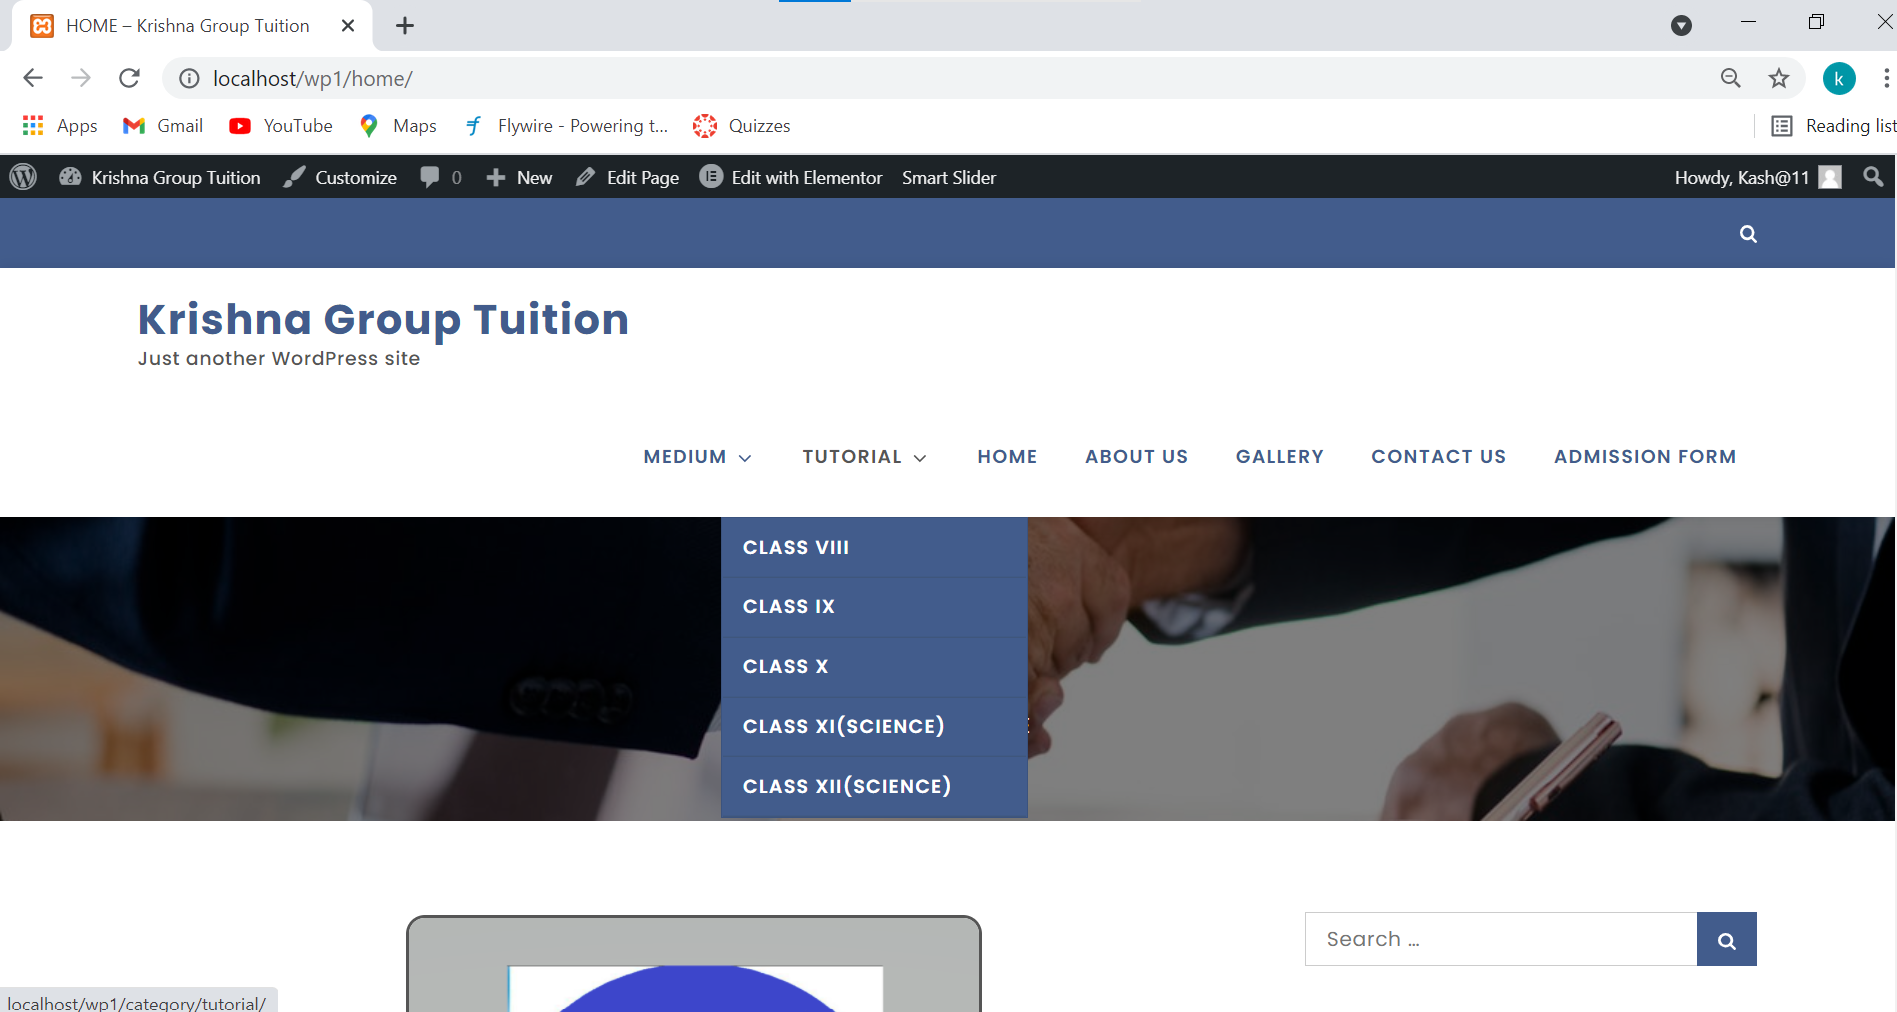 HOME – Krishna Group Tuition
localhost/wp1/home/
k
Apps Gmail YouTube Maps Flywire - Powering t... Quizzes Reading list
Krishna Group Tuition Customize 0 New Edit Page Edit with Elementor Smart Slider Howdy, Kash@11
Krishna Group Tuition
Just another WordPress site
MEDIUM TUTORIAL HOME ABOUT US GALLERY CONTACT US ADMISSION FORM
CLASS VIII
CLASS IX
CLASS X
CLASS XI(SCIENCE)
CLASS XII(SCIENCE)
Search …
localhost/wp1/category/tutorial/